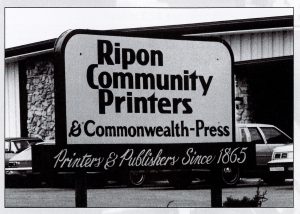 Ripon
Community
Printers
& Commonwealth-Press
Printers & Publishers Since 1865